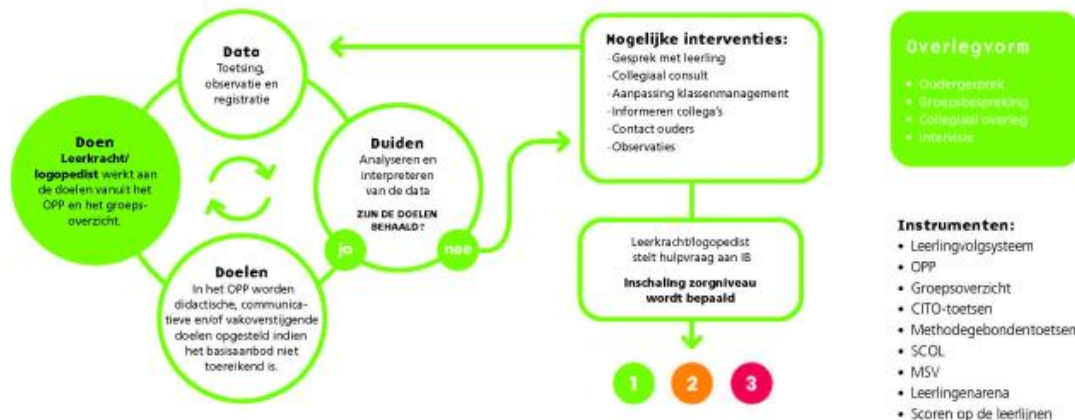 Data
Toetsing,
observatie en
registratie
Doen
Leerkracht/
logopedist werkt aan
de doelen vanuit het
OPP en het groeps-
overzicht.
Duiden
Analyseren en
interpreteren
van de data
ZIJN DE DOELEN
BEHAALD?
ja
nee
Doelen
In het OPP worden
didactische, communica-
tieve en/of vakoverstijgende
doelen opgesteld indien
het basisaanbod niet
toereikend is.
Mogelijke interventies:
-Gesprek met leerling
-Collegiaal consult
-Aanpassing klassenmanagement
-Informeren collega's
-Contact ouders
-Observaties
Leerkracht/logopedist
stelt hulpvraag aan IB
Inschaling zorgniveau
wordt bepaald
1 2 3
Overlegvorm
• Oudergesprek
• Groepsbespreking
• Collegiaal overleg
• Intervisie
Instrumenten:
• Leerlingvolgsysteem
• OPP
• Groepsoverzicht
• CITO-toetsen
• Methodegebondentoetsen
• SCOL
• MSV
• Leerlingenarena
• Scoren op de leerlijnen